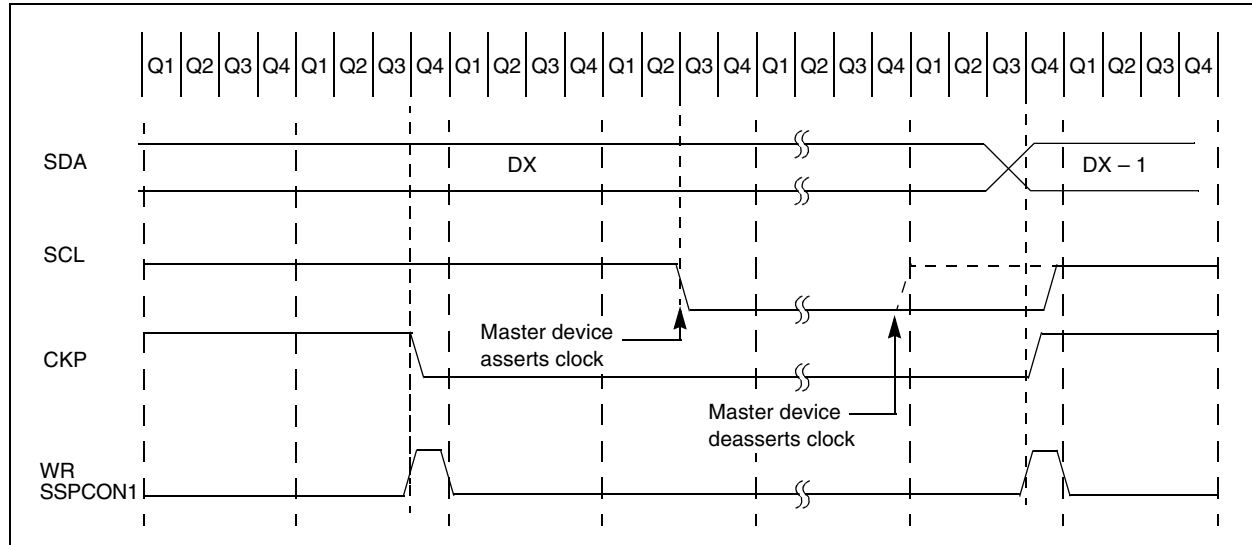 Q1 Q2 Q3 Q4 Q1 Q2 Q3 Q4 Q1 Q2 Q3 Q4 Q1 Q2 Q3 Q4 Q1 Q2 Q3 Q4 Q1 Q2 Q3 Q4 Q1 Q2 Q3 Q4
SDA
DX
DX – 1
SCL
Master device
asserts clock
CKP
Master device
deasserts clock
WR
SSPCON1